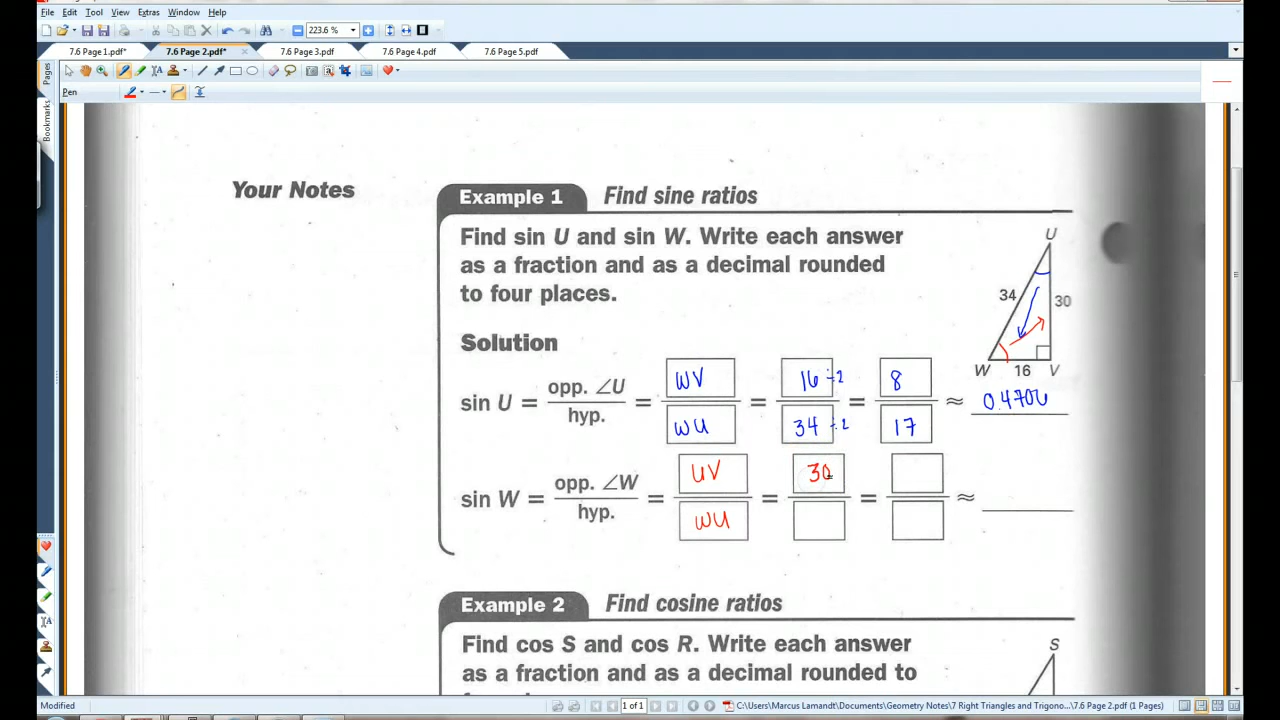 File Edit Tool View Extras Window Help
223.6 %
7.6 Page 1.pdf* 7.6 Page 2.pdf* 7.6 Page 3.pdf 7.6 Page 4.pdf 7.6 Page 5.pdf
Pages
Bookmarks
Pen
Your Notes
Example 1 Find sine ratios
Find sin U and sin W. Write each answer
as a fraction and as a decimal rounded
to four places.
U
34
30
W 16 V
Solution
sin U = opp. ∠U / hyp. = WV / WU = 16 ÷2 / 34 ÷2 = 8 / 17 ≈ 0.4706
sin W = opp. ∠W / hyp. = UV / WU = 30 / = / ≈
Example 2 Find cosine ratios
Find cos S and cos R. Write each answer
as a fraction and as a decimal rounded to
S
Modified
1 of 1
C:\Users\Marcus Lamandt\Documents\Geometry Notes\7 Right Triangles and Trigono...\7.6 Page 2.pdf (1 Pages)